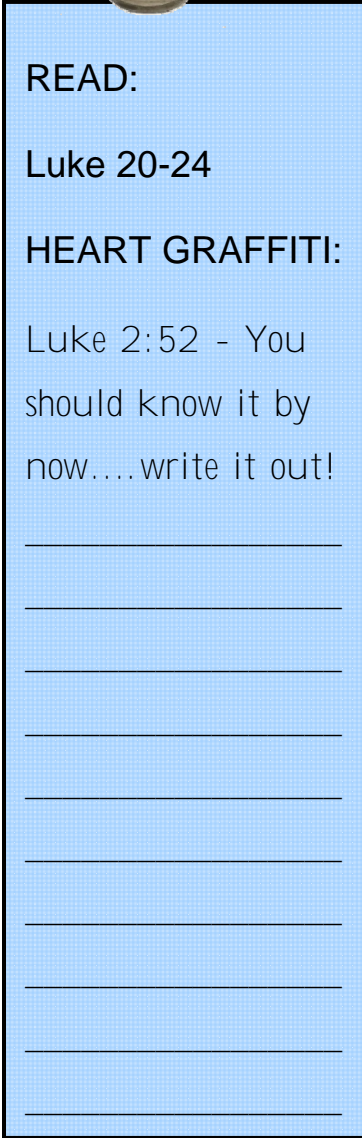 READ:
Luke 20-24
HEART GRAFFITI:
Luke 2:52 - You
should know it by
now....write it out!